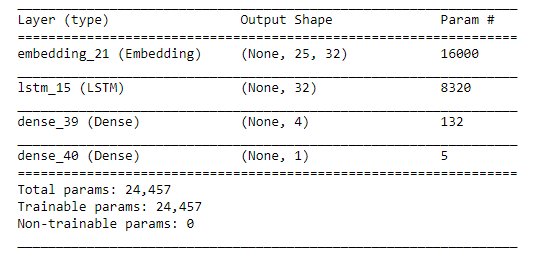 _________________________________________________________________
Layer (type)                 Output Shape              Param #
=================================================================
embedding_21 (Embedding)     (None, 25, 32)            16000
_________________________________________________________________
lstm_15 (LSTM)               (None, 32)                8320
_________________________________________________________________
dense_39 (Dense)             (None, 4)                 132
_________________________________________________________________
dense_40 (Dense)             (None, 1)                 5
=================================================================
Total params: 24,457
Trainable params: 24,457
Non-trainable params: 0
_________________________________________________________________